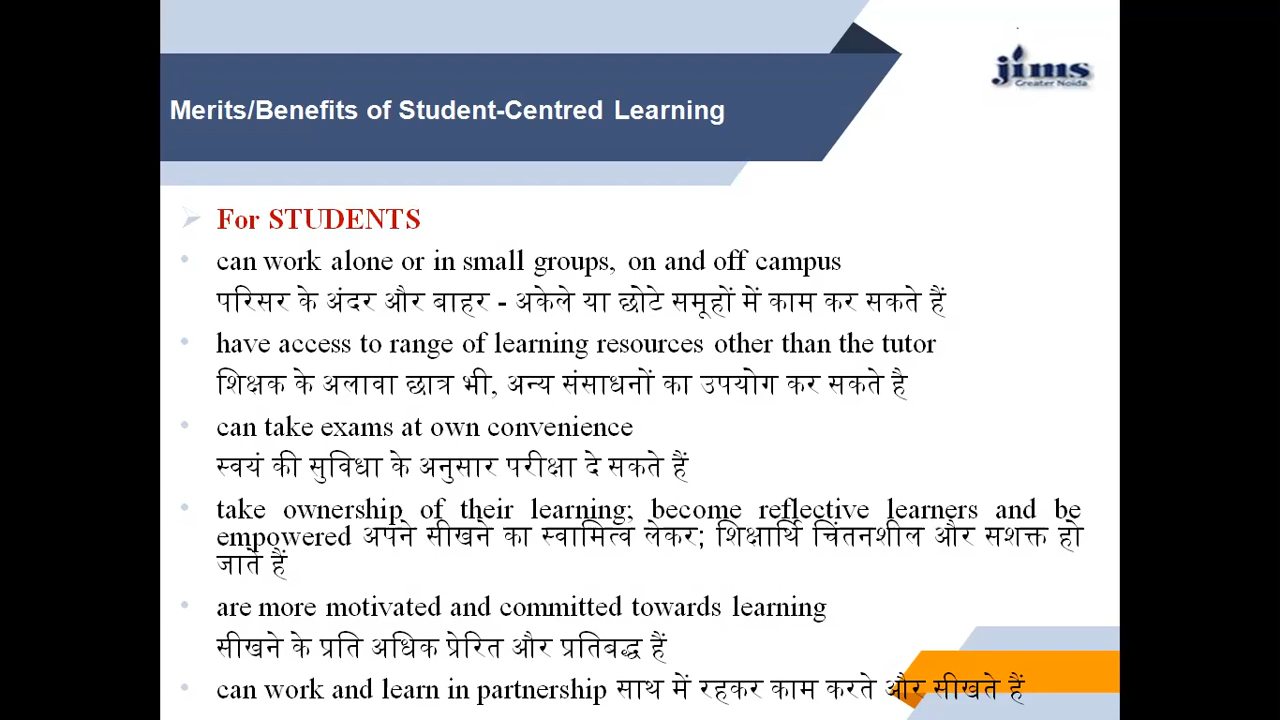 jims
Greater Noida
Merits/Benefits of Student-Centred Learning
For STUDENTS
can work alone or in small groups, on and off campus
परिसर के अंदर और बाहर - अकेले या छोटे समूहों में काम कर सकते हैं
have access to range of learning resources other than the tutor
शिक्षक के अलावा छात्र भी, अन्य संसाधनों का उपयोग कर सकते है
can take exams at own convenience
स्वयं की सुविधा के अनुसार परीक्षा दे सकते हैं
take ownership of their learning; become reflective learners and be
empowered अपने सीखने का स्वामित्व लेकर; शिक्षार्थि चिंतनशील और सशक्त हो
जाते हैं
are more motivated and committed towards learning
सीखने के प्रति अधिक प्रेरित और प्रतिबद्ध हैं
can work and learn in partnership साथ में रहकर काम करते और सीखते हैं